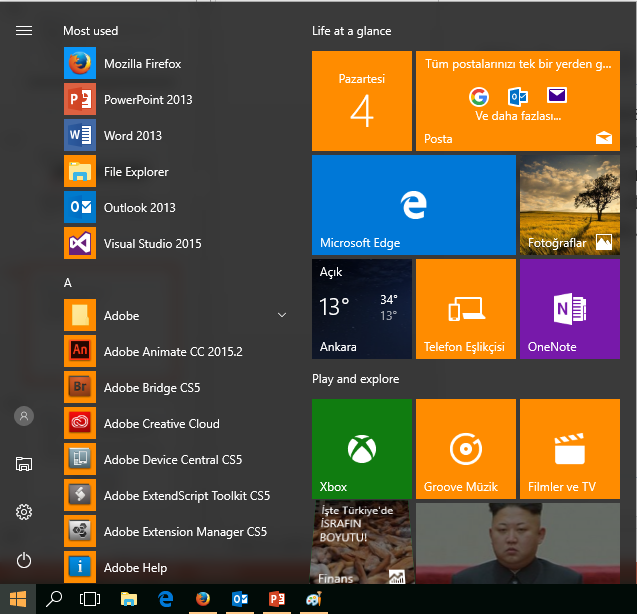 Most used
Mozilla Firefox
PowerPoint 2013
Word 2013
File Explorer
Outlook 2013
Visual Studio 2015
A
Adobe
Adobe Animate CC 2015.2
Adobe Bridge CS5
Adobe Creative Cloud
Adobe Device Central CS5
Adobe ExtendScript Toolkit CS5
Adobe Extension Manager CS5
Adobe Help
Life at a glance
Pazartesi
4
Tüm postalarınızı tek bir yerden g...
Ve daha fazlası...
Posta
Microsoft Edge
Fotoğraflar
Açık
13° 34°
13°
Ankara
Telefon Eşlikçisi
OneNote
Play and explore
Xbox
Groove Müzik
Filmler ve TV
İşte Türkiye'de
İSRAFIN
BOYUTU!
Finans